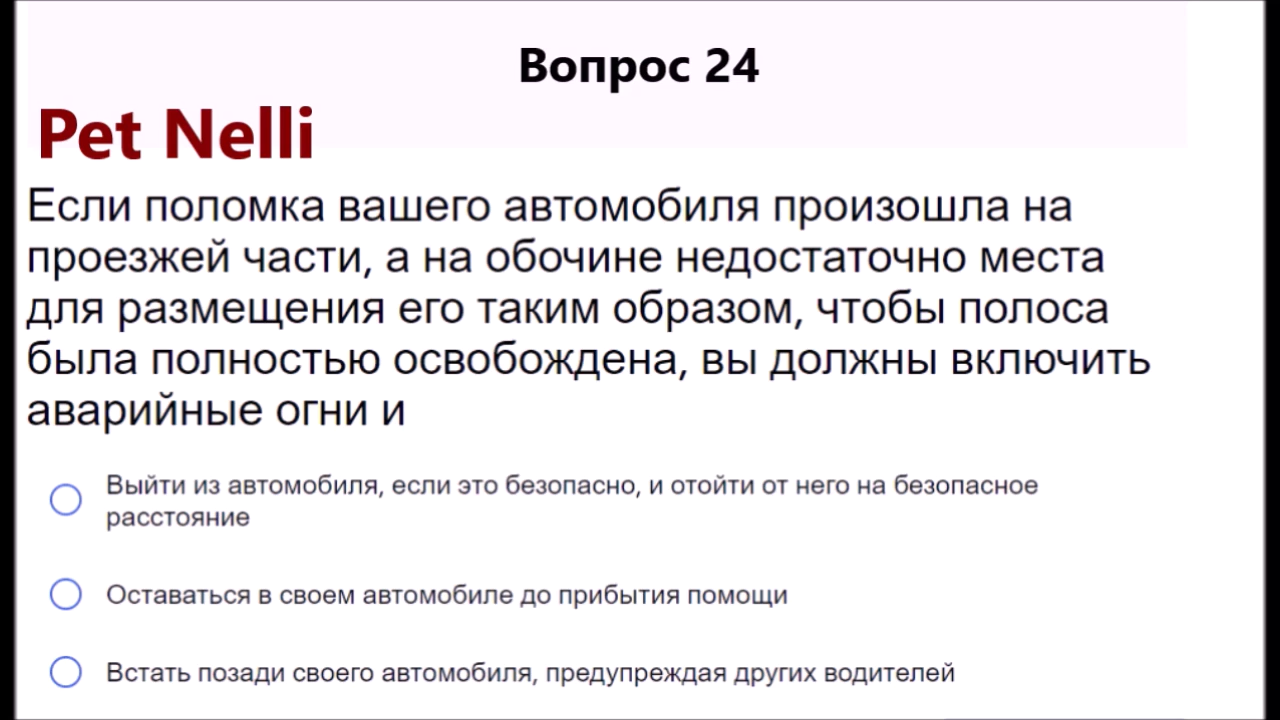 Вопрос 24
Pet Nelli
Если поломка вашего автомобиля произошла на
проезжей части, а на обочине недостаточно места
для размещения его таким образом, чтобы полоса
была полностью освобождена, вы должны включить
аварийные огни и
Выйти из автомобиля, если это безопасно, и отойти от него на безопасное
расстояние
Оставаться в своем автомобиле до прибытия помощи
Встать позади своего автомобиля, предупреждая других водителей